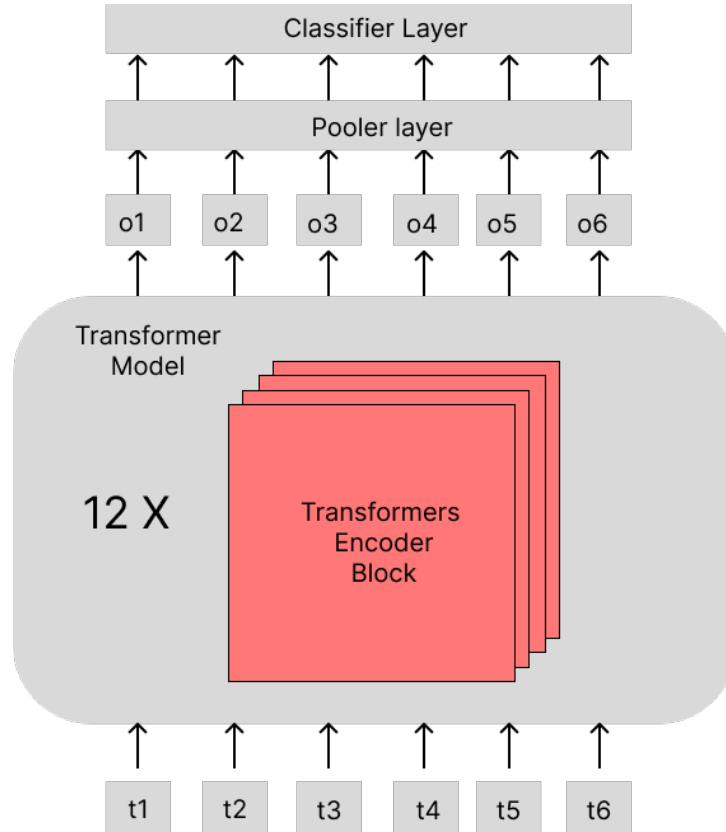 Classifier Layer
Pooler layer
o1 o2 o3 o4 o5 o6
Transformer
Model
12 X
Transformers
Encoder
Block
t1 t2 t3 t4 t5 t6